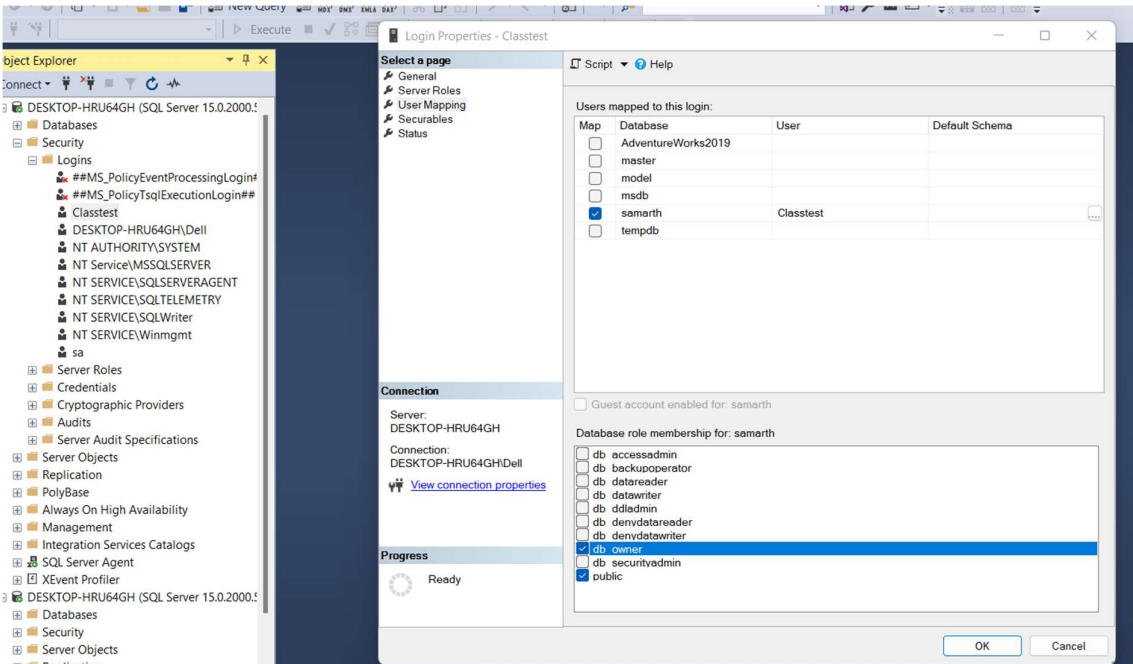 New Query MDX DMX XMLA DAX
Execute
bject Explorer
Connect
DESKTOP-HRU64GH (SQL Server 15.0.2000.5
Databases
Security
Logins
##MS_PolicyEventProcessingLogin#
##MS_PolicyTsqlExecutionLogin##
Classtest
DESKTOP-HRU64GH\Dell
NT AUTHORITY\SYSTEM
NT Service\MSSQLSERVER
NT SERVICE\SQLSERVERAGENT
NT SERVICE\SQLTELEMETRY
NT SERVICE\SQLWriter
NT SERVICE\Winmgmt
sa
Server Roles
Credentials
Cryptographic Providers
Audits
Server Audit Specifications
Server Objects
Replication
PolyBase
Always On High Availability
Management
Integration Services Catalogs
SQL Server Agent
XEvent Profiler
DESKTOP-HRU64GH (SQL Server 15.0.2000.5
Databases
Security
Server Objects
Login Properties - Classtest
Select a page
General
Server Roles
User Mapping
Securables
Status
Connection
Server:
DESKTOP-HRU64GH
Connection:
DESKTOP-HRU64GH\Dell
View connection properties
Progress
Ready
Script Help
Users mapped to this login:
Map Database User Default Schema
AdventureWorks2019
master
model
msdb
samarth Classtest ...
tempdb
Guest account enabled for: samarth
Database role membership for: samarth
db_accessadmin
db_backupoperator
db_datareader
db_datawriter
db_ddladmin
db_denydatareader
db_denydatawriter
db_owner
db_securityadmin
public
OK Cancel